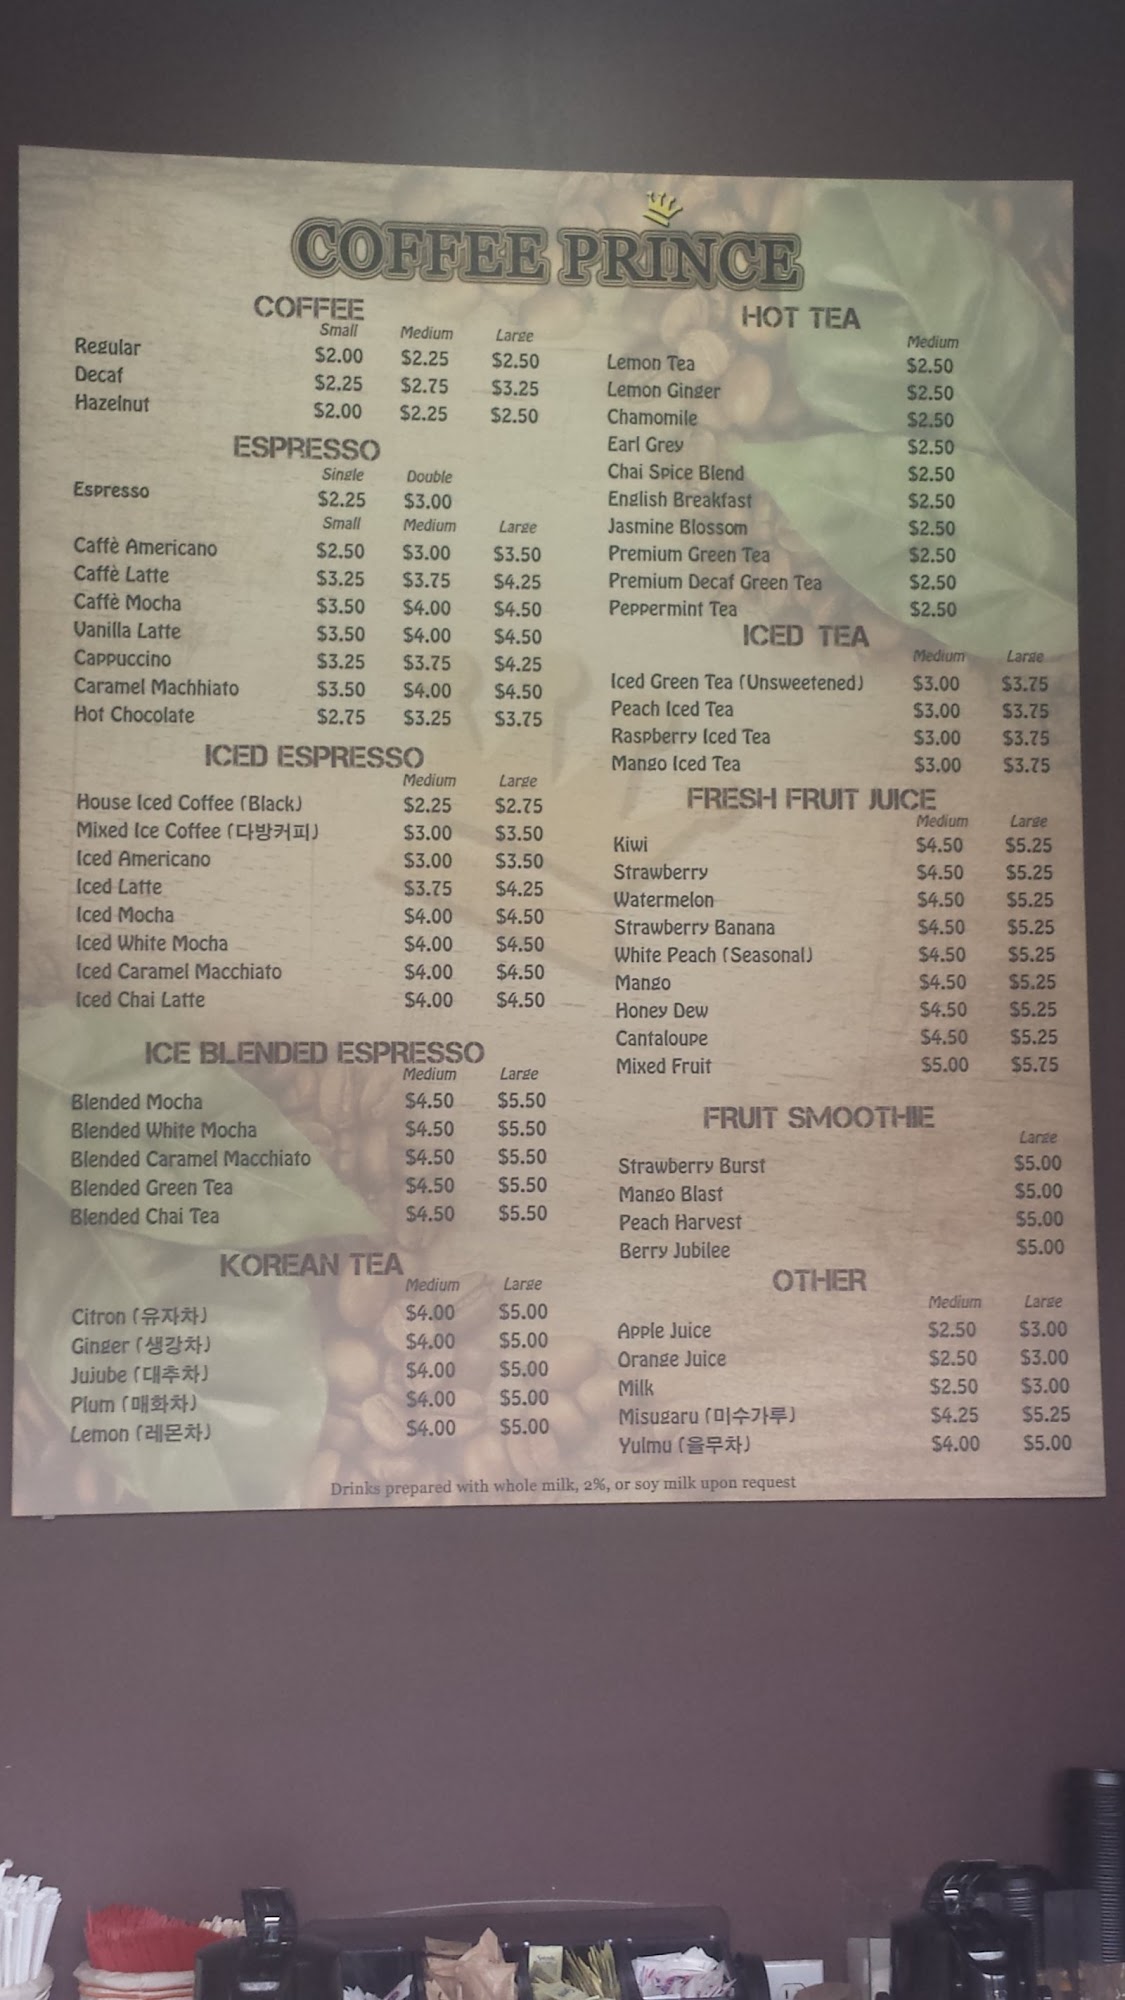 COFFEE PRINCE
COFFEE
Small Medium Large
Regular $2.00 $2.25 $2.50
Decaf $2.25 $2.75 $3.25
Hazelnut $2.00 $2.25 $2.50
ESPRESSO
Single Double
Espresso $2.25 $3.00
Small Medium Large
Caffè Americano $2.50 $3.00 $3.50
Caffè Latte $3.25 $3.75 $4.25
Caffè Mocha $3.50 $4.00 $4.50
Vanilla Latte $3.50 $4.00 $4.50
Cappuccino $3.25 $3.75 $4.25
Caramel Machhiato $3.50 $4.00 $4.50
Hot Chocolate $2.75 $3.25 $3.75
ICED ESPRESSO
Medium Large
House Iced Coffee (Black) $2.25 $2.75
Mixed Ice Coffee (다방커피) $3.00 $3.50
Iced Americano $3.00 $3.50
Iced Latte $3.75 $4.25
Iced Mocha $4.00 $4.50
Iced White Mocha $4.00 $4.50
Iced Caramel Macchiato $4.00 $4.50
Iced Chai Latte $4.00 $4.50
ICE BLENDED ESPRESSO
Medium Large
Blended Mocha $4.50 $5.50
Blended White Mocha $4.50 $5.50
Blended Caramel Macchiato $4.50 $5.50
Blended Green Tea $4.50 $5.50
Blended Chai Tea $4.50 $5.50
KOREAN TEA
Medium Large
Citron (유자차) $4.00 $5.00
Ginger (생강차) $4.00 $5.00
Jujube (대추차) $4.00 $5.00
Plum (매화차) $4.00 $5.00
Lemon (레몬차) $4.00 $5.00
HOT TEA
Medium
Lemon Tea $2.50
Lemon Ginger $2.50
Chamomile $2.50
Earl Grey $2.50
Chai Spice Blend $2.50
English Breakfast $2.50
Jasmine Blossom $2.50
Premium Green Tea $2.50
Premium Decaf Green Tea $2.50
Peppermint Tea $2.50
ICED TEA
Medium Large
Iced Green Tea (Unsweetened) $3.00 $3.75
Peach Iced Tea $3.00 $3.75
Raspberry Iced Tea $3.00 $3.75
Mango Iced Tea $3.00 $3.75
FRESH FRUIT JUICE
Medium Large
Kiwi $4.50 $5.25
Strawberry $4.50 $5.25
Watermelon $4.50 $5.25
Strawberry Banana $4.50 $5.25
White Peach (Seasonal) $4.50 $5.25
Mango $4.50 $5.25
Honey Dew $4.50 $5.25
Cantaloupe $4.50 $5.25
Mixed Fruit $5.00 $5.75
FRUIT SMOOTHIE
Large
Strawberry Burst $5.00
Mango Blast $5.00
Peach Harvest $5.00
Berry Jubilee $5.00
OTHER
Medium Large
Apple Juice $2.50 $3.00
Orange Juice $2.50 $3.00
Milk $2.50 $3.00
Misugaru (미수가루) $4.25 $5.25
Yulmu (율무차) $4.00 $5.00
Drinks prepared with whole milk, 2%, or soy milk upon request